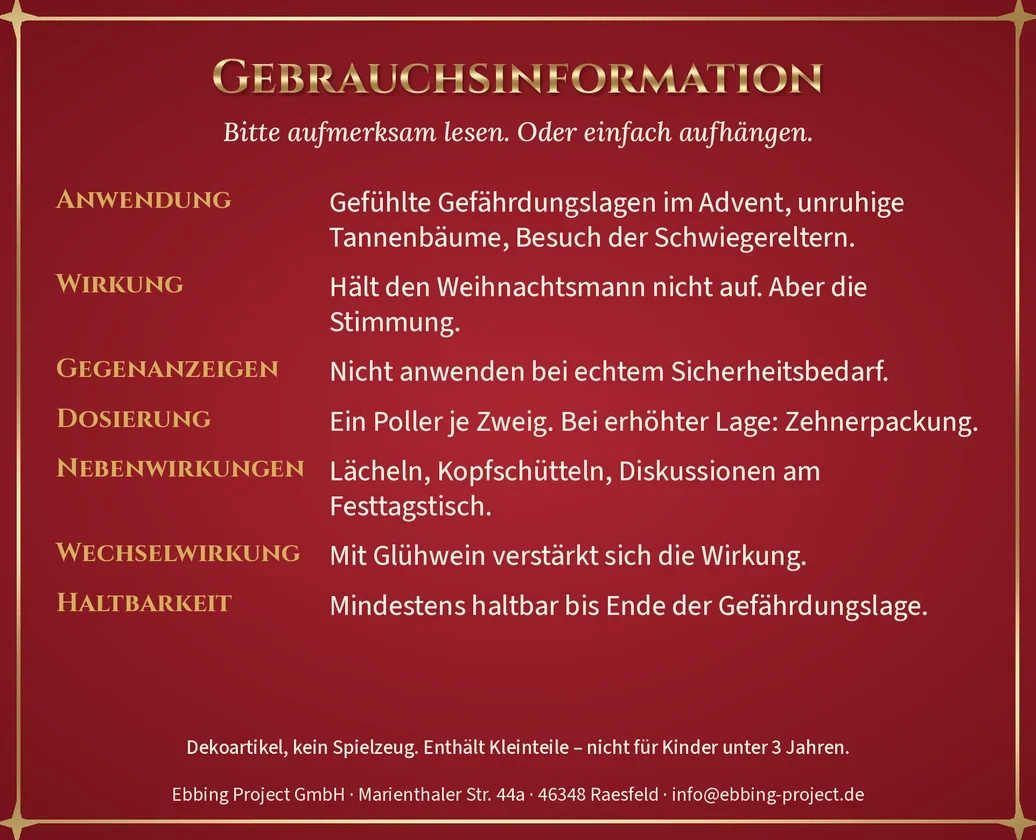 Gebrauchsinformation
Bitte aufmerksam lesen. Oder einfach aufhängen.
Anwendung Gefühlte Gefährdungslagen im Advent, unruhige
Tannenbäume, Besuch der Schwiegereltern.
Wirkung Hält den Weihnachtsmann nicht auf. Aber die
Stimmung.
Gegenanzeigen Nicht anwenden bei echtem Sicherheitsbedarf.
Dosierung Ein Poller je Zweig. Bei erhöhter Lage: Zehnerpackung.
Nebenwirkungen Lächeln, Kopfschütteln, Diskussionen am
Festtagstisch.
Wechselwirkung Mit Glühwein verstärkt sich die Wirkung.
Haltbarkeit Mindestens haltbar bis Ende der Gefährdungslage.
Dekoartikel, kein Spielzeug. Enthält Kleinteile – nicht für Kinder unter 3 Jahren.
Ebbing Project GmbH · Marienthaler Str. 44a · 46348 Raesfeld · info@ebbing-project.de